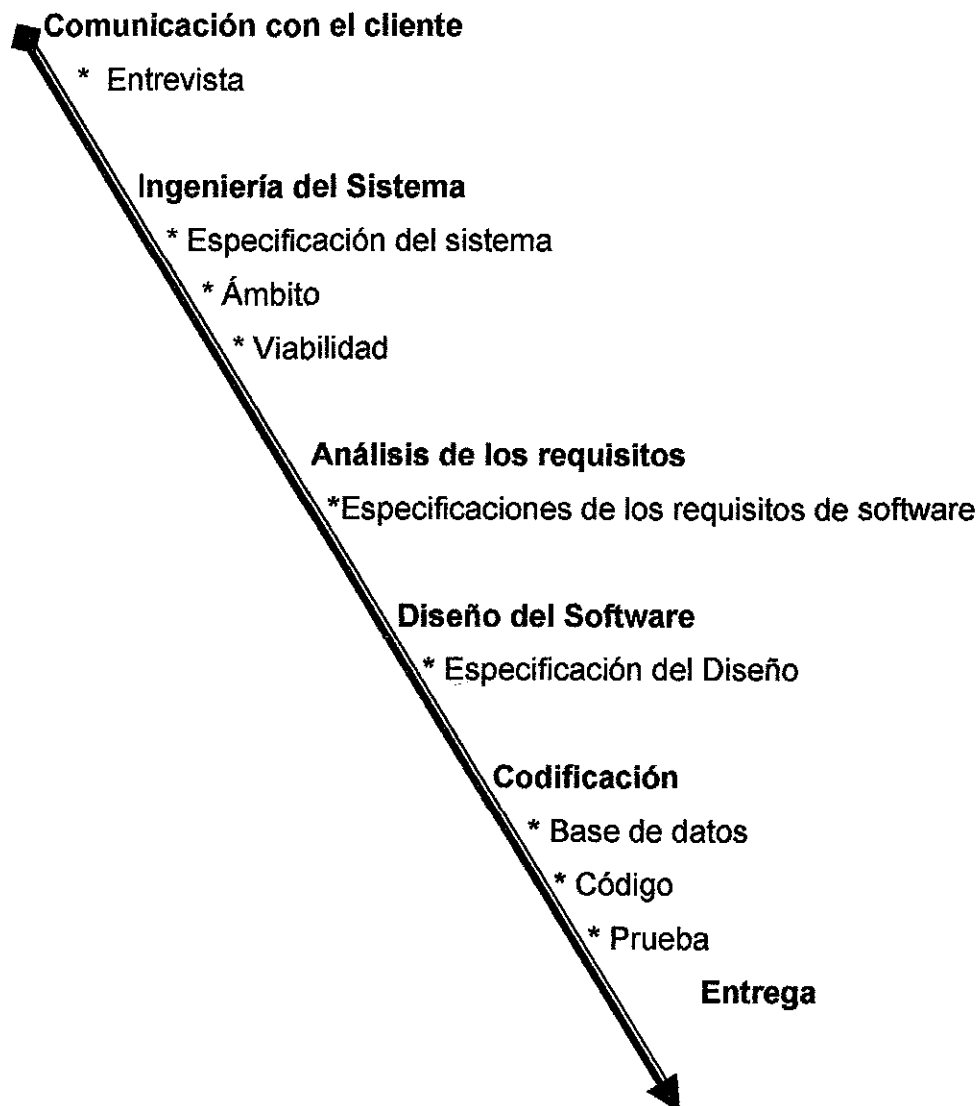 Comunicación con el cliente
* Entrevista
Ingeniería del Sistema
* Especificación del sistema
* Ámbito
* Viabilidad
Análisis de los requisitos
*Especificaciones de los requisitos de software
Diseño del Software
* Especificación del Diseño
Codificación
* Base de datos
* Código
* Prueba
Entrega